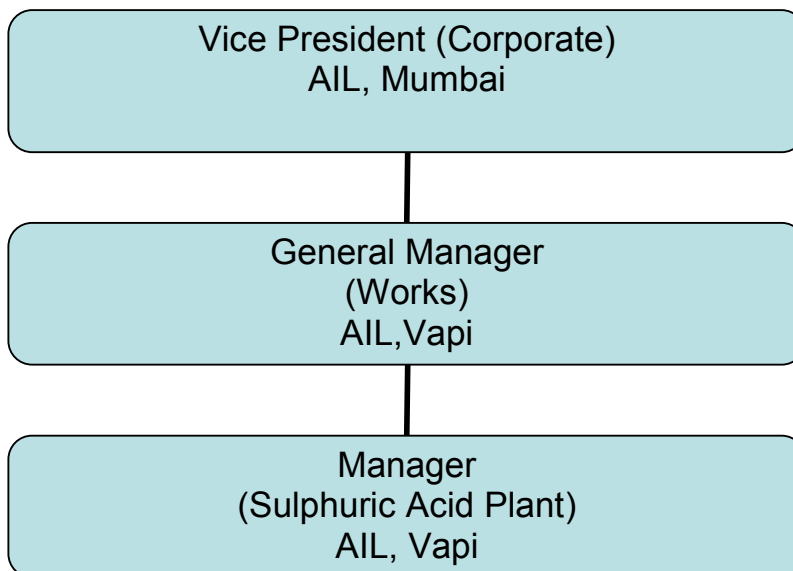 Vice President (Corporate)
AIL, Mumbai
General Manager
(Works)
AIL,Vapi
Manager
(Sulphuric Acid Plant)
AIL, Vapi